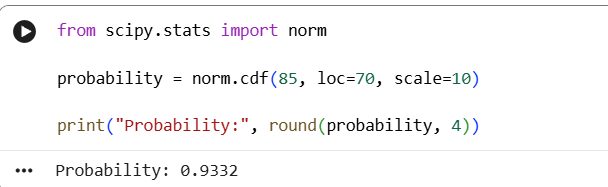 from scipy.stats import norm
probability = norm.cdf(85, loc=70, scale=10)
print("Probability:", round(probability, 4))
Probability: 0.9332